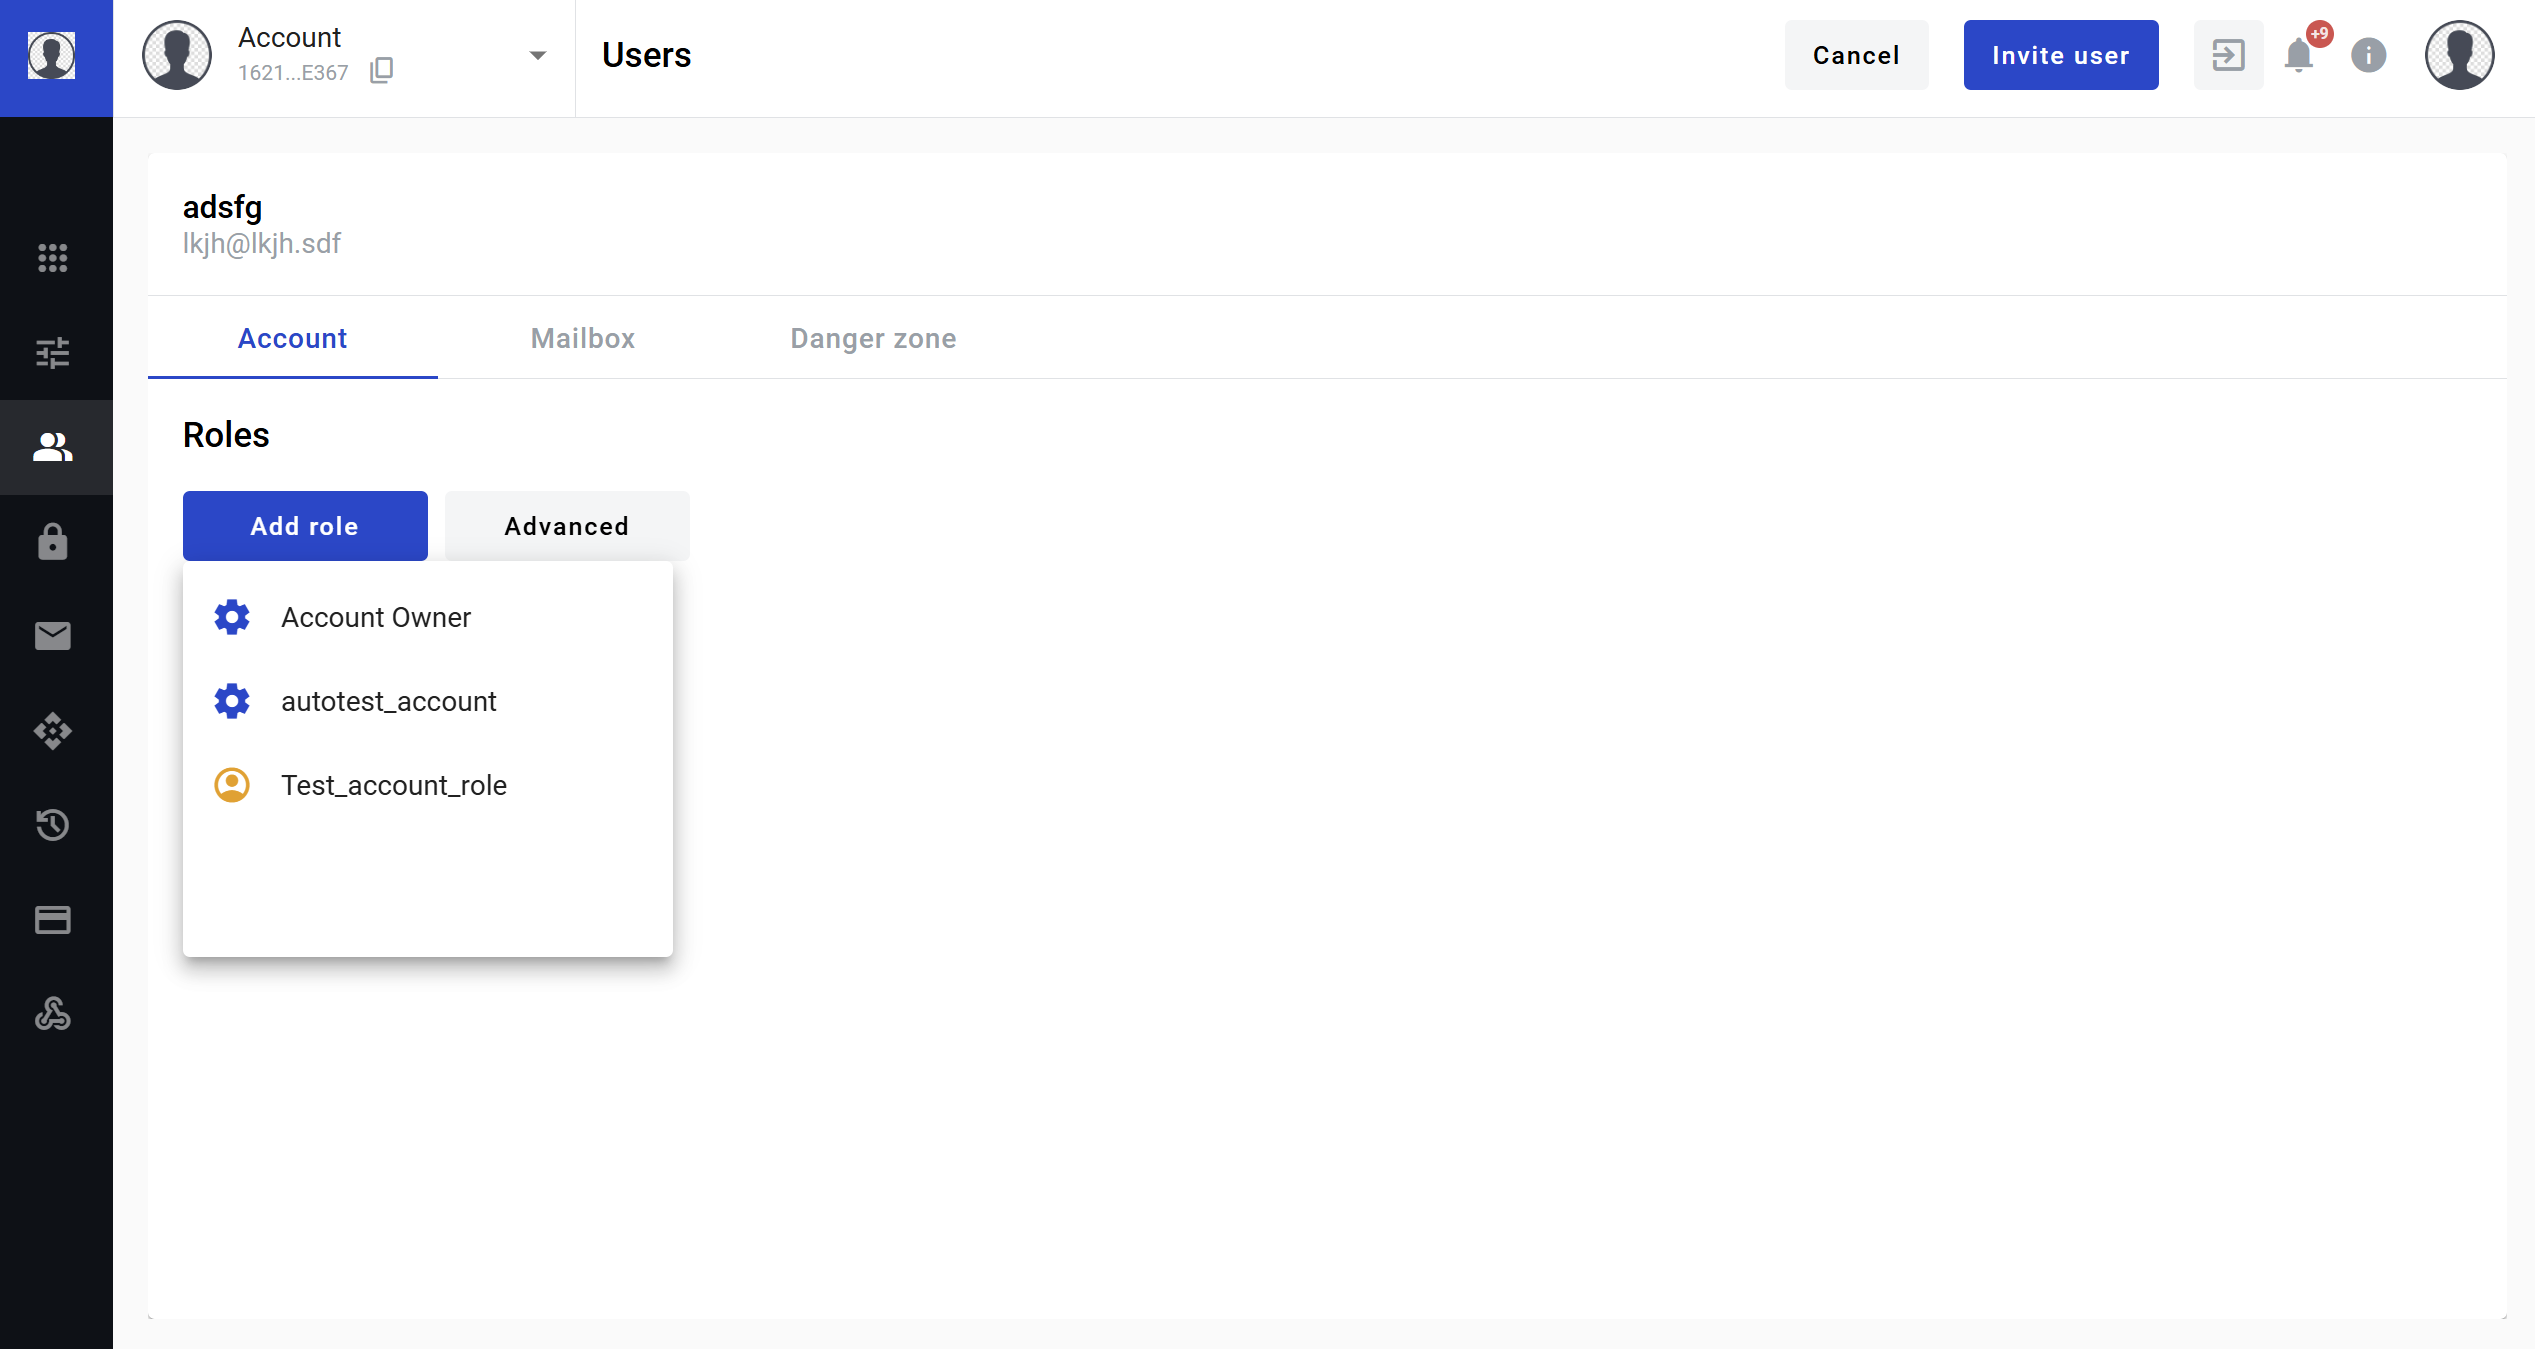 Account
1621...E367
Users
Cancel
Invite user
+9
adsfg
lkjh@lkjh.sdf
Account
Mailbox
Danger zone
Roles
Add role
Advanced
Account Owner
autotest_account
Test_account_role